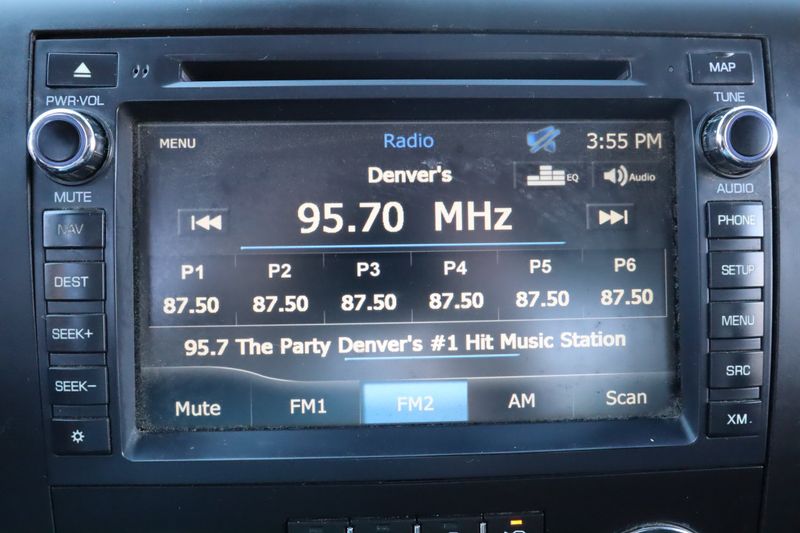 MAP
PWR·VOL
TUNE
MENU Radio 3:55 PM
Denver's EQ Audio
MUTE AUDIO
95.70 MHz
NAV PHONE
P1 P2 P3 P4 P5 P6
DEST SETUP
87.50 87.50 87.50 87.50 87.50 87.50
SEEK+ MENU
95.7 The Party Denver's #1 Hit Music Station
SEEK− SRC
Mute FM1 FM2 AM Scan
XM